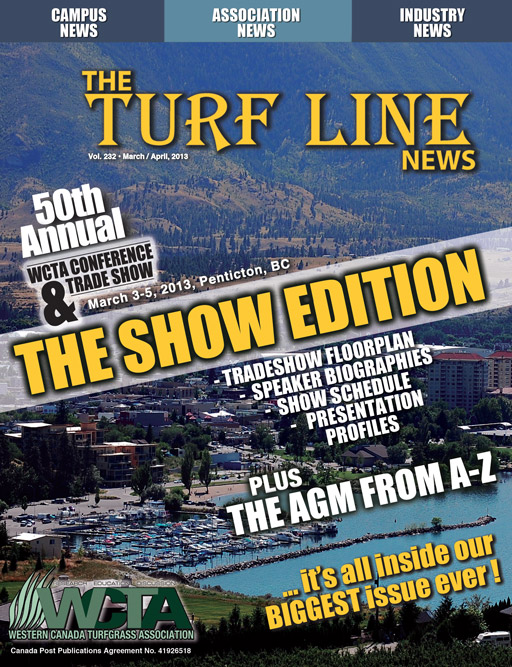 CAMPUS
NEWS
ASSOCIATION
NEWS
INDUSTRY
NEWS
THE
TURF LINE
NEWS
Vol. 232 • March / April, 2013
50th
Annual
WCTA CONFERENCE
& TRADE SHOW
March 3-5, 2013, Penticton, BC
THE SHOW EDITION
- TRADESHOW FLOORPLAN
- SPEAKER BIOGRAPHIES
- SHOW SCHEDULE
- PRESENTATION
PROFILES
PLUS
THE AGM FROM A-Z
... it's all inside our
BIGGEST issue ever !
RESEARCH EDUCATION DISCUSSION
WCTA
WESTERN CANADA TURFGRASS ASSOCIATION
Canada Post Publications Agreement No. 41926518